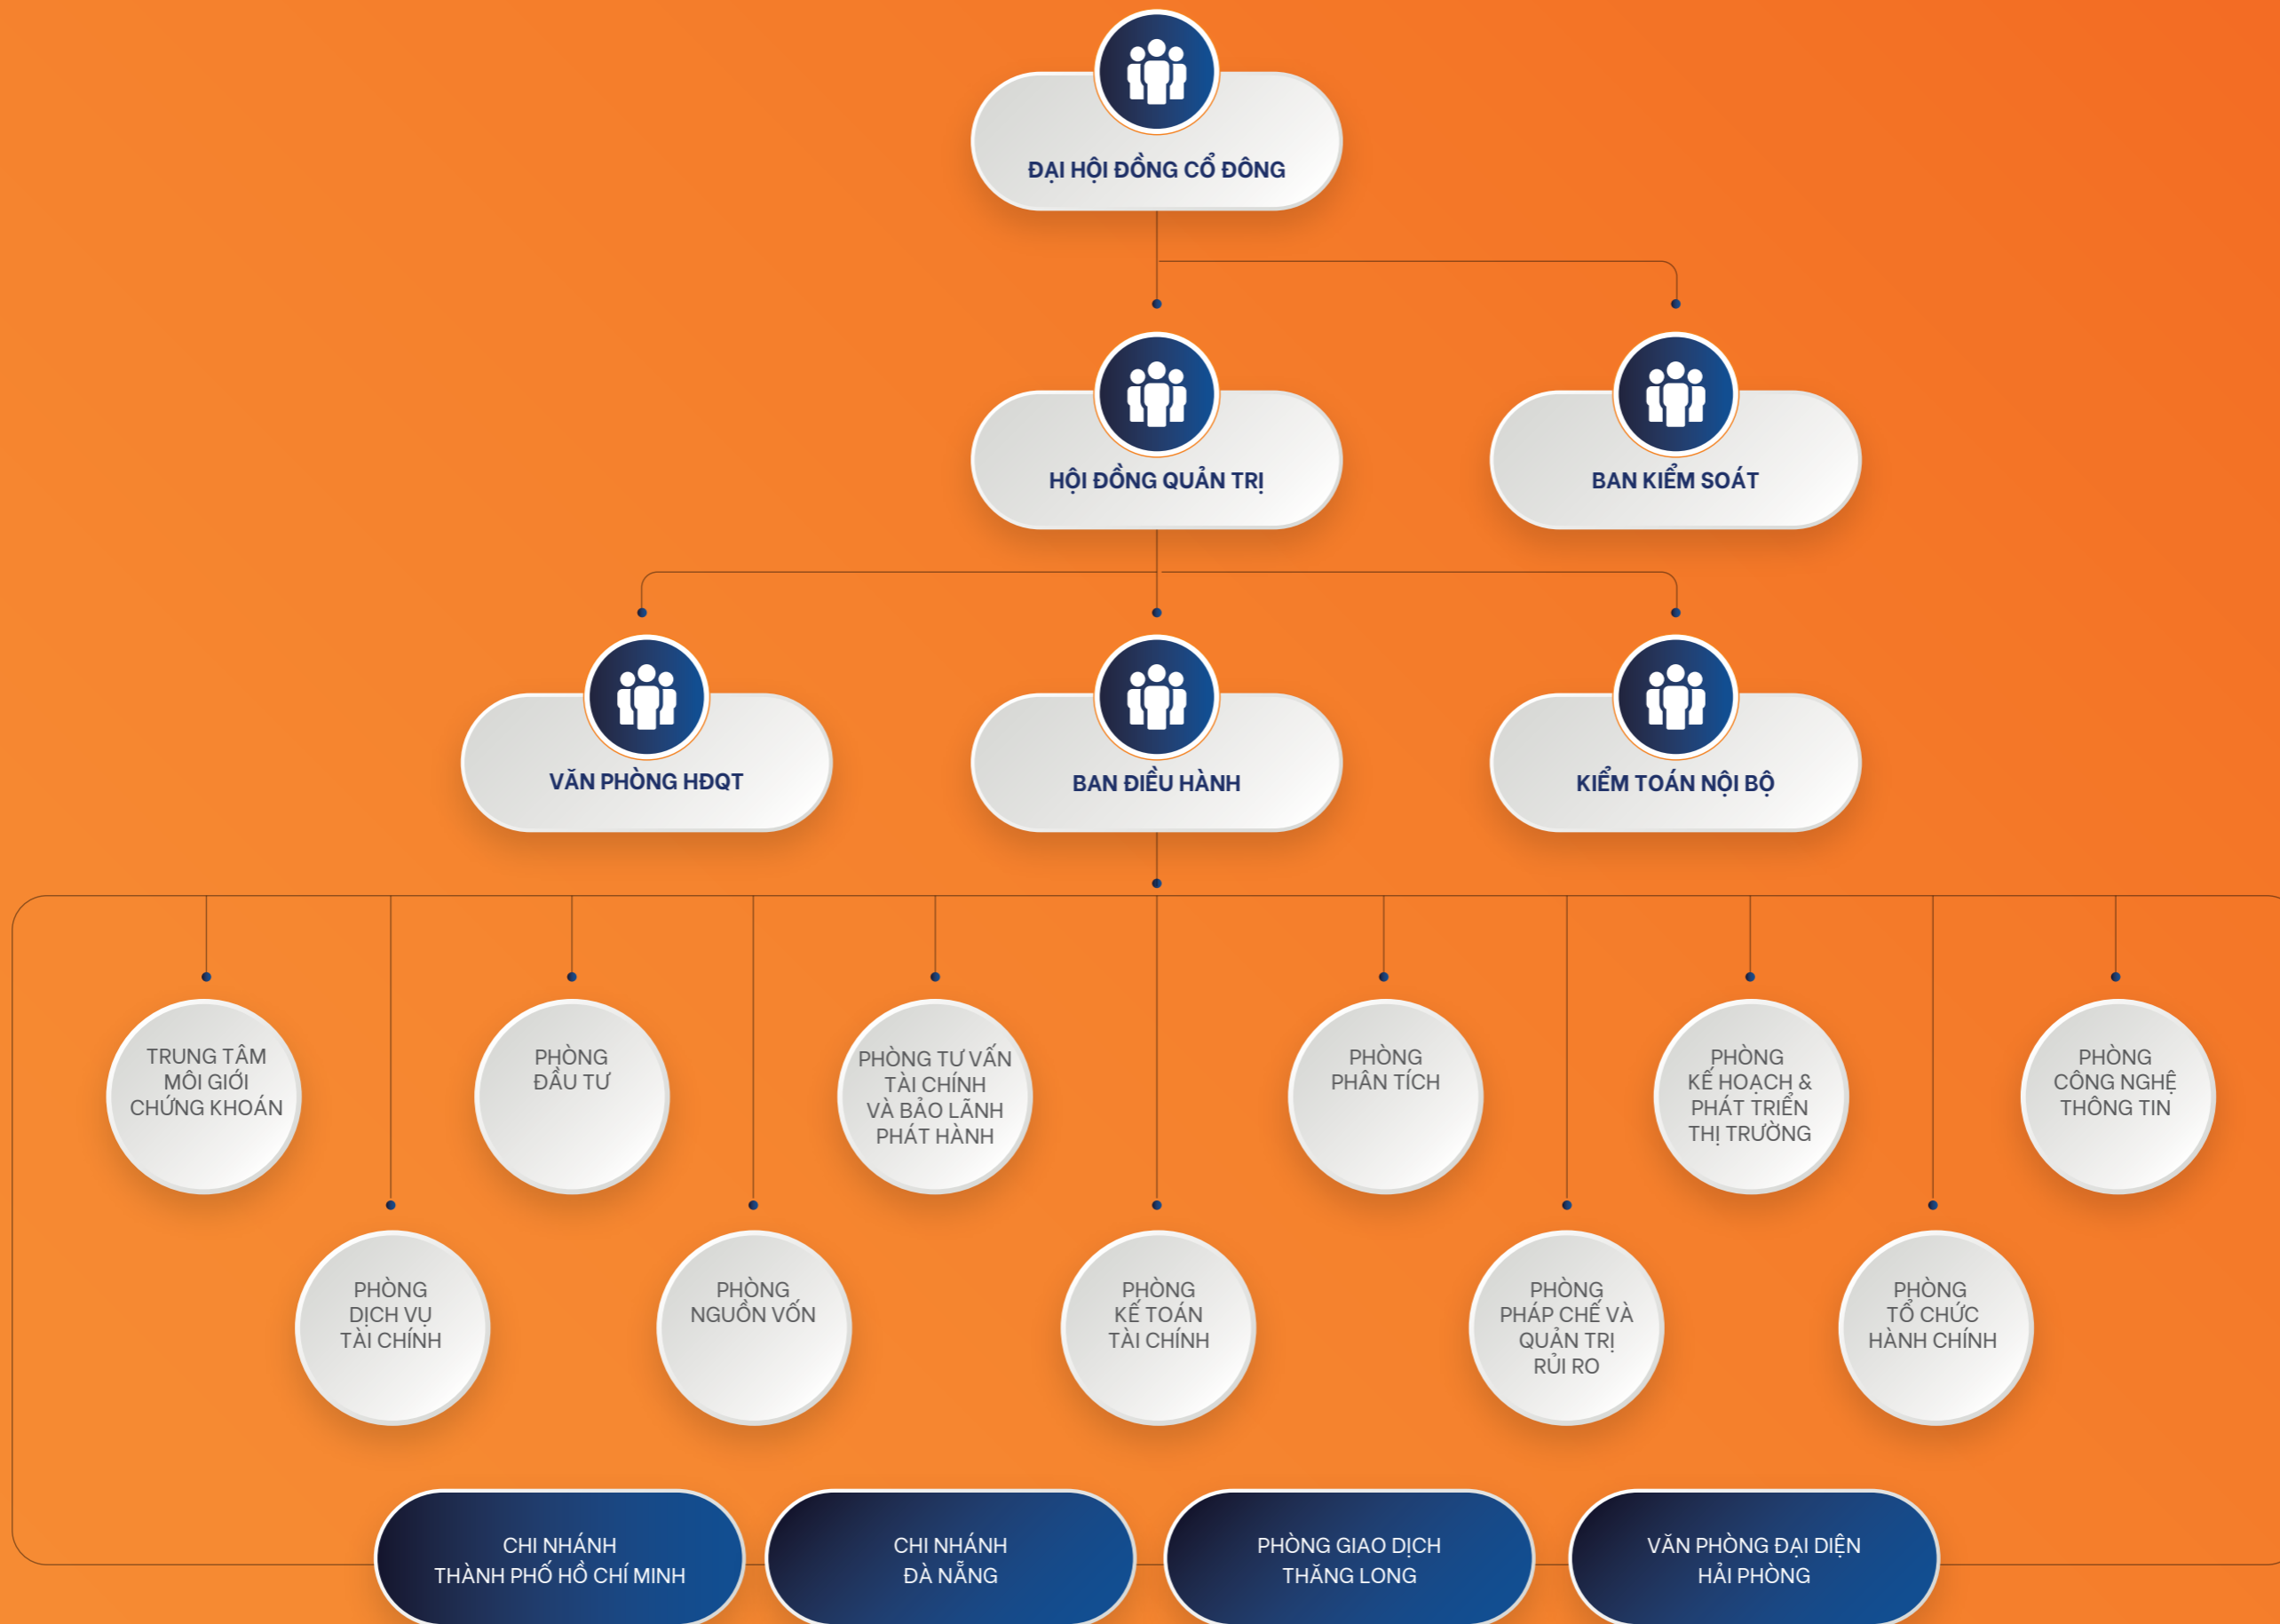 ĐẠI HỘI ĐỒNG CỔ ĐÔNG
HỘI ĐỒNG QUẢN TRỊ
BAN KIỂM SOÁT
VĂN PHÒNG HĐQT
BAN ĐIỀU HÀNH
KIỂM TOÁN NỘI BỘ
TRUNG TÂM
MÔI GIỚI
CHỨNG KHOÁN
PHÒNG
ĐẦU TƯ
PHÒNG TƯ VẤN
TÀI CHÍNH
VÀ BẢO LÃNH
PHÁT HÀNH
PHÒNG
PHÂN TÍCH
PHÒNG
KẾ HOẠCH &
PHÁT TRIỂN
THỊ TRƯỜNG
PHÒNG
CÔNG NGHỆ
THÔNG TIN
PHÒNG
DỊCH VỤ
TÀI CHÍNH
PHÒNG
NGUỒN VỐN
PHÒNG
KẾ TOÁN
TÀI CHÍNH
PHÒNG
PHÁP CHẾ VÀ
QUẢN TRỊ
RỦI RO
PHÒNG
TỔ CHỨC
HÀNH CHÍNH
CHI NHÁNH
THÀNH PHỐ HỒ CHÍ MINH
CHI NHÁNH
ĐÀ NẴNG
PHÒNG GIAO DỊCH
THĂNG LONG
VĂN PHÒNG ĐẠI DIỆN
HẢI PHÒNG